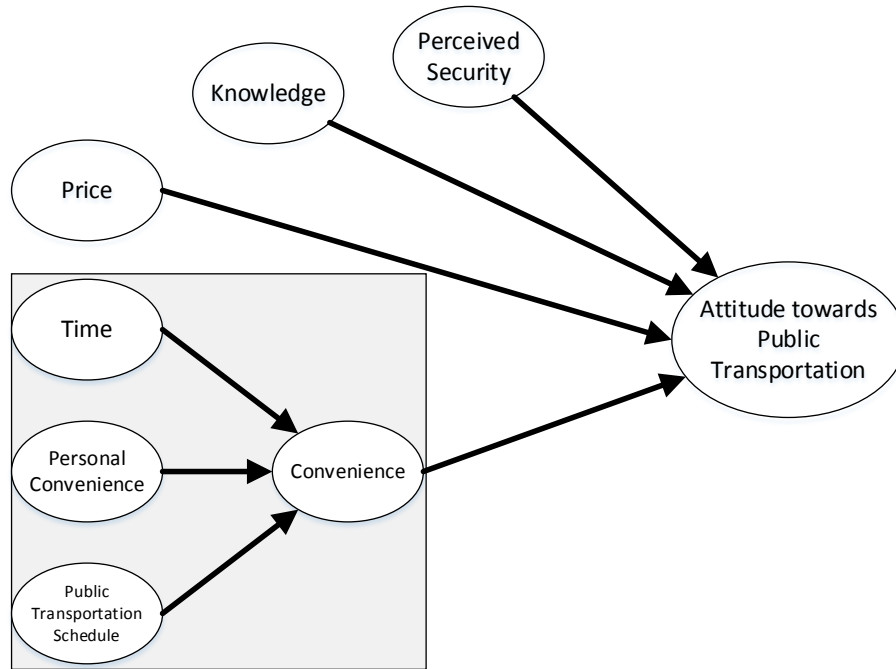 Perceived
Security
Knowledge
Price
Time
Attitude towards
Public
Transportation
Personal
Convenience
Convenience
Public
Transportation
Schedule